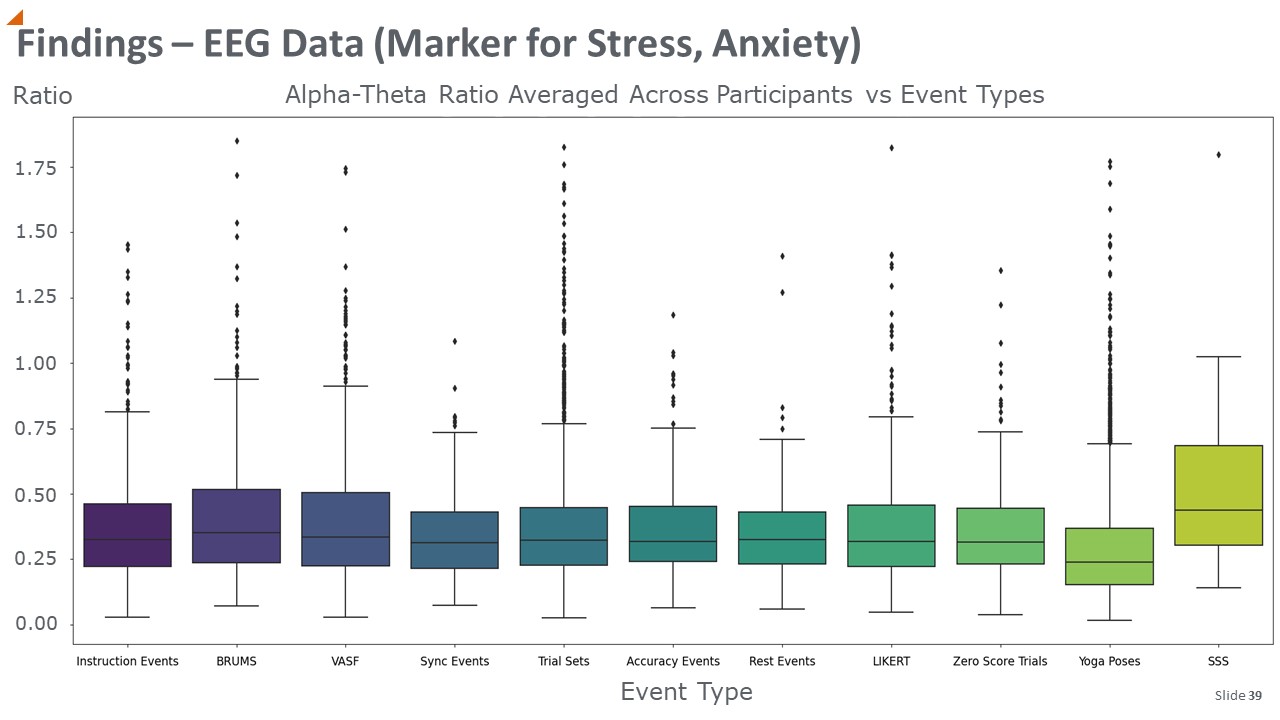 Findings – EEG Data (Marker for Stress, Anxiety)
Ratio
Alpha-Theta Ratio Averaged Across Participants vs Event Types
1.75
1.50
1.25
1.00
0.75
0.50
0.25
0.00
Instruction Events BRUMS VASF Sync Events Trial Sets Accuracy Events Rest Events LIKERT Zero Score Trials Yoga Poses SSS
Event Type
Slide 39